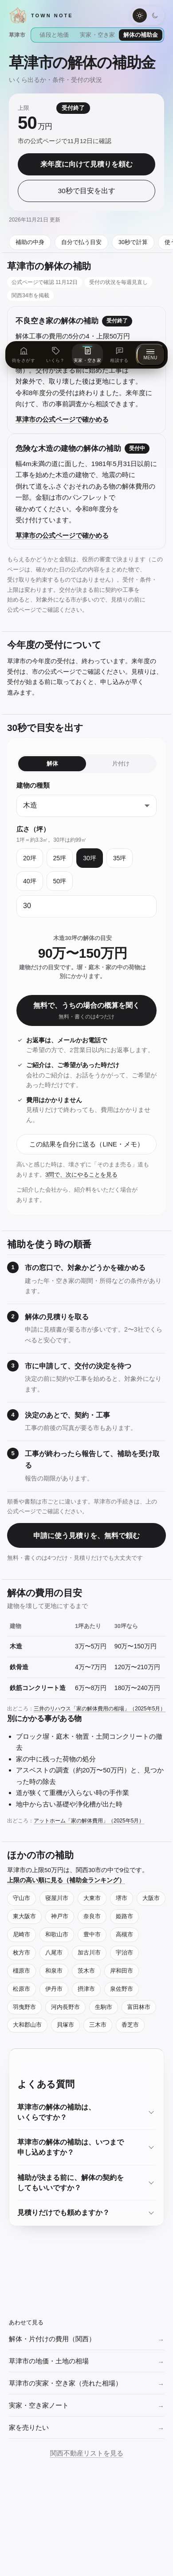 TOWN NOTE
草津市
値段と地価
実家・空き家
解体の補助金
草津市の解体の補助金
いくら出るか・条件・受付の状況
上限
受付終了
50万円
市の公式ページで11月12日に確認
来年度に向けて見積りを頼む
30秒で目安を出す
2026年11月21日 更新
補助の中身
自分で払う目安
30秒で計算
使う
草津市の解体の補助
公式ページで確認 11月12日
受付の状況を毎週見直し
関西34市を掲載
不良空き家の解体の補助
受付終了
解体工事の費用の5分の4・上限50万円
街をさがす
いくら？
実家・空き家
相談する
MENU
物）。交付が決まる前に始めた工事は
対象外で、取り壊した後は更地にします。
令和8年度分の受付は終わりました。来年度に
向けて、市の事前調査から相談できます。
草津市の公式ページで確かめる
危険な木造の建物の解体の補助
受付中
幅4m未満の道に面した、1981年5月31日以前に
工事を始めた木造の建物で、地震の時に
倒れて道をふさぐおそれのある物の解体費用の
一部。金額は市のパンフレットで
確かめてください。令和8年度分を
受け付けています。
草津市の公式ページで確かめる
もらえるかどうかと金額は、役所の審査で決まります（この
ページは、確かめた日の公式の内容をまとめた物で、
受け取りを約束するものではありません）。受付・条件・
上限は変わります。交付が決まる前に契約や工事を
始めると、対象外になる市が多いので、見積りの前に
公式ページでご確認ください。
今年度の受付について
草津市の今年度の受付は、終わっています。来年度の
分は、市の公式ページでご確認ください。見積りは、
受付が始まる前に取っておくと、申し込みが早く
進みます。
30秒で目安を出す
解体
片付け
建物の種類
木造
広さ（坪）
1坪＝約3.3㎡。30坪は約99㎡
20坪
25坪
30坪
35坪
40坪
50坪
30
木造30坪の解体の目安
90万〜150万円
建物だけの目安です。塀・庭木・家の中の荷物は
別にかかります。
無料で、うちの場合の概算を聞く
無料・書くのは4つだけ
✓ お返事は、メールかお電話で
ご希望の方で、2営業日以内にお返事します。
✓ ご紹介は、ご希望があった時だけ
会社のご紹介は、お話をうかがって、ご希望が
あった時だけです。
✓ 費用はかかりません
見積りだけで終わっても、費用はかかりませ
ん。
この結果を自分に送る（LINE・メモ）
高いと感じた時は、壊さずに「そのまま売る」道も
あります。3問で、次にやることを見る
ご紹介した会社から、紹介料をいただく場合が
あります。
補助を使う時の順番
1 市の窓口で、対象かどうかを確かめる
建った年・空き家の期間・所得などの条件があり
ます。
2 解体の見積りを取る
申請に見積書が要る市が多いです。2〜3社でくら
べると安心です。
3 市に申請して、交付の決定を待つ
決定の前に契約や工事を始めると、対象外になり
ます。
4 決定のあとで、契約・工事
工事の前後の写真が要る市もあります。
5 工事が終わったら報告して、補助を受け取
る
報告の期限があります。
順番や書類は市ごとに違います。草津市の手続きは、上の
公式ページでご確認ください。
申請に使う見積りを、無料で頼む
無料・書くのは4つだけ・見積りだけでも大丈夫です
解体の費用の目安
建物を壊して更地にするまで
建物 1坪あたり 30坪なら
木造 3万〜5万円 90万〜150万円
鉄骨造 4万〜7万円 120万〜210万円
鉄筋コンクリート造 6万〜8万円 180万〜240万円
出どころ：三井のリハウス「家の解体費用の相場」（2025年5月）
別にかかる事がある物
• ブロック塀・庭木・物置・土間コンクリートの撤
去
• 家の中に残った荷物の処分
• アスベストの調査（約20万〜50万円）と、見つか
った時の除去
• 道が狭くて重機が入らない時の手作業
• 地中から古い基礎や浄化槽が出た時
出どころ：アットホーム「家の解体費用」（2025年5月）
ほかの市の補助
草津市の上限50万円は、関西30市の中で9位です。
上限の高い順に見る（補助金ランキング）
守山市
寝屋川市
大東市
堺市
大阪市
東大阪市
神戸市
奈良市
姫路市
尼崎市
和歌山市
豊中市
高槻市
枚方市
八尾市
加古川市
宇治市
橿原市
和泉市
茨木市
岸和田市
松原市
伊丹市
摂津市
泉佐野市
羽曳野市
河内長野市
生駒市
富田林市
大和郡山市
貝塚市
三木市
香芝市
よくある質問
草津市の解体の補助は、
いくらですか？
草津市の解体の補助は、いつまで
申し込めますか？
補助が決まる前に、解体の契約を
してもいいですか？
見積りだけでも頼めますか？
あわせて見る
解体・片付けの費用（関西） →
草津市の地価・土地の相場 →
草津市の実家・空き家（売れた相場） →
実家・空き家ノート →
家を売りたい →
関西不動産リストを見る